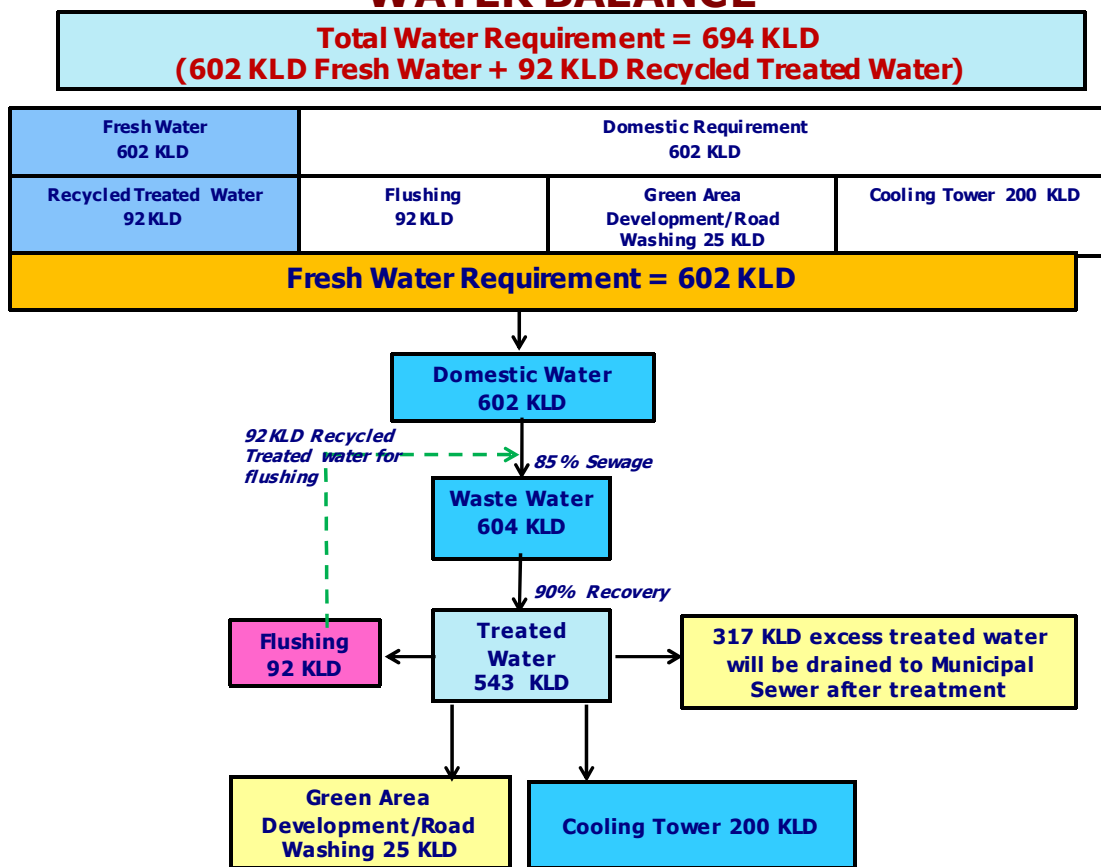 WATER BALANCE
Total Water Requirement = 694 KLD
(602 KLD Fresh Water + 92 KLD Recycled Treated Water)
Fresh Water
602 KLD
Domestic Requirement
602 KLD
Recycled Treated Water
92 KLD
Flushing
92 KLD
Green Area
Development/Road
Washing 25 KLD
Cooling Tower 200 KLD
Fresh Water Requirement = 602 KLD
Domestic Water
602 KLD
92 KLD Recycled
Treated water for
flushing
85% Sewage
Waste Water
604 KLD
90% Recovery
Flushing
92 KLD
Treated
Water
543 KLD
317 KLD excess treated water
will be drained to Municipal
Sewer after treatment
Green Area
Development/Road
Washing 25 KLD
Cooling Tower 200 KLD